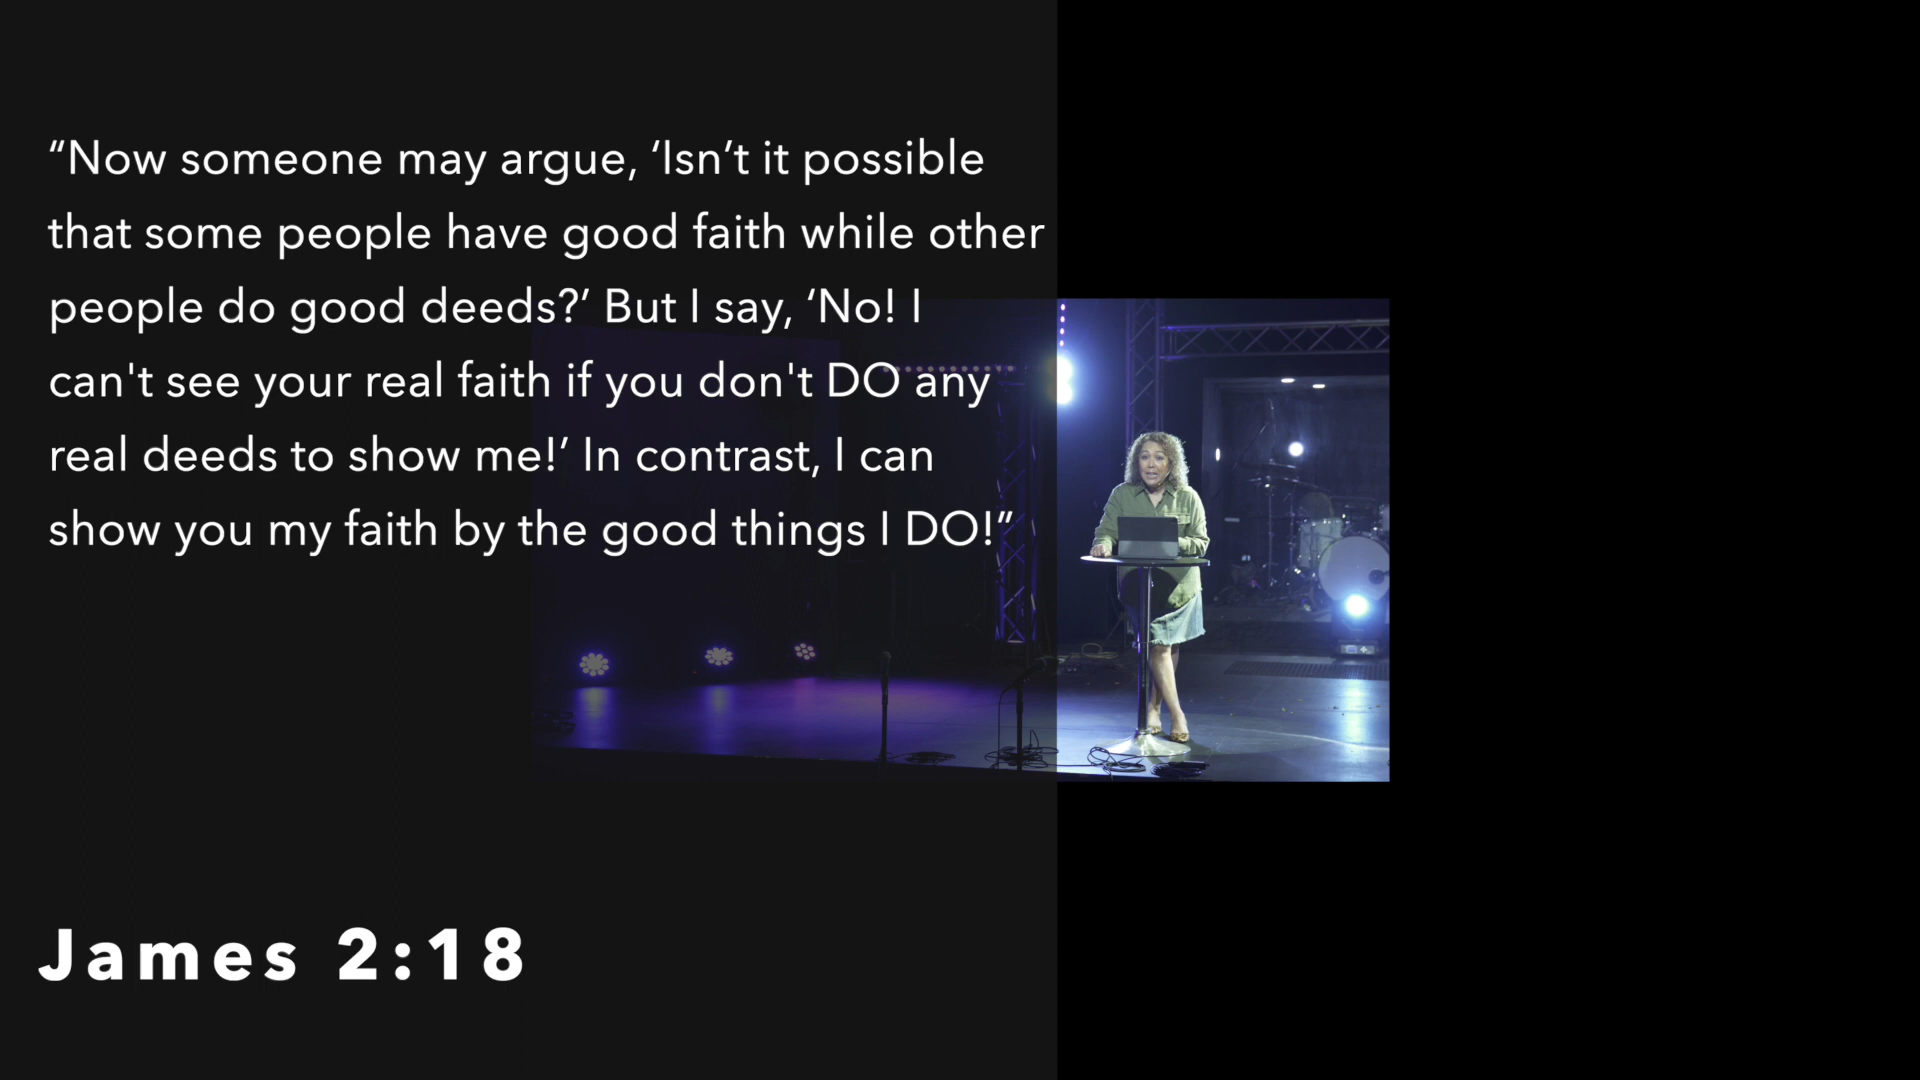 “Now someone may argue, ‘Isn’t it possible
that some people have good faith while other
people do good deeds?’ But I say, ‘No! I
can't see your real faith if you don't DO any
real deeds to show me!’ In contrast, I can
show you my faith by the good things I DO!”
James 2:18